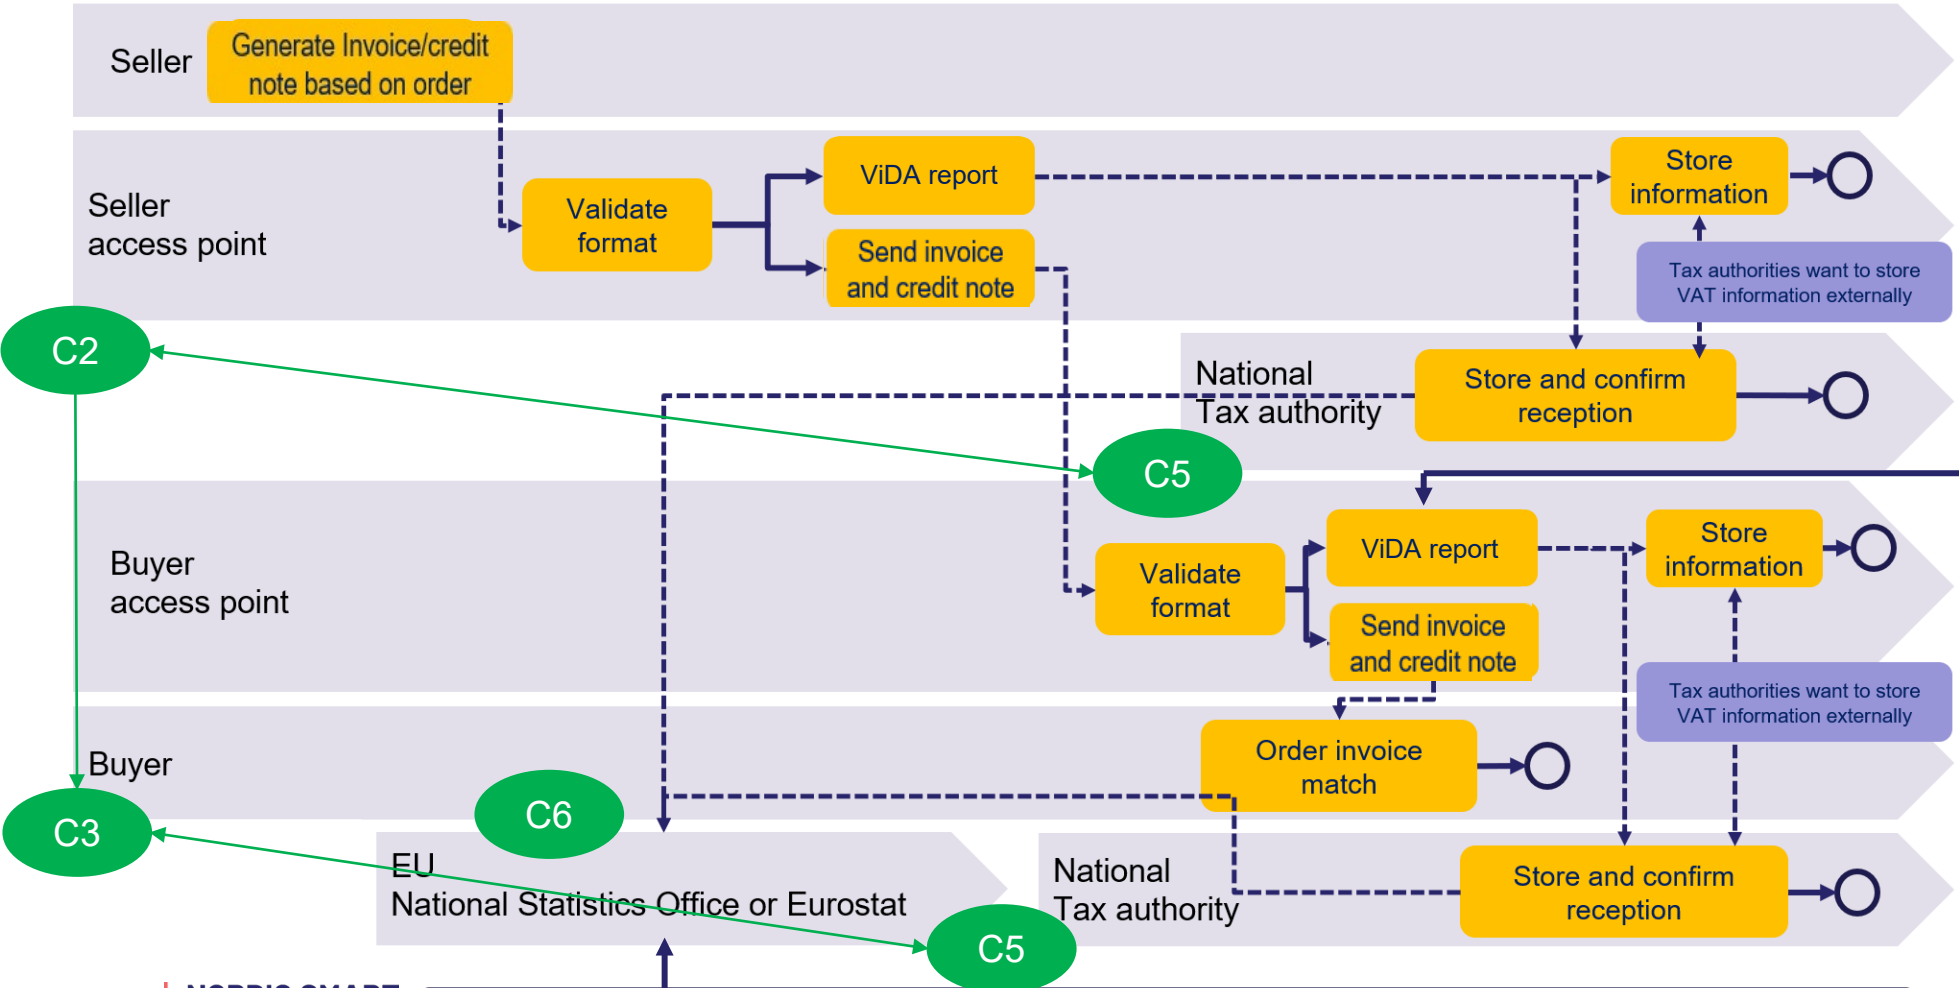 Seller
Generate Invoice/credit
note based on order
Seller
access point
Validate
format
ViDA report
Send invoice
and credit note
Store
information
Tax authorities want to store
VAT information externally
C2
National
Tax authority
Store and confirm
reception
C5
Buyer
access point
Validate
format
ViDA report
Send invoice
and credit note
Store
information
Tax authorities want to store
VAT information externally
Buyer
Order invoice
match
C3
C6
EU
National Statistics Office or Eurostat
C5
National
Tax authority
Store and confirm
reception
NORDIC SMART